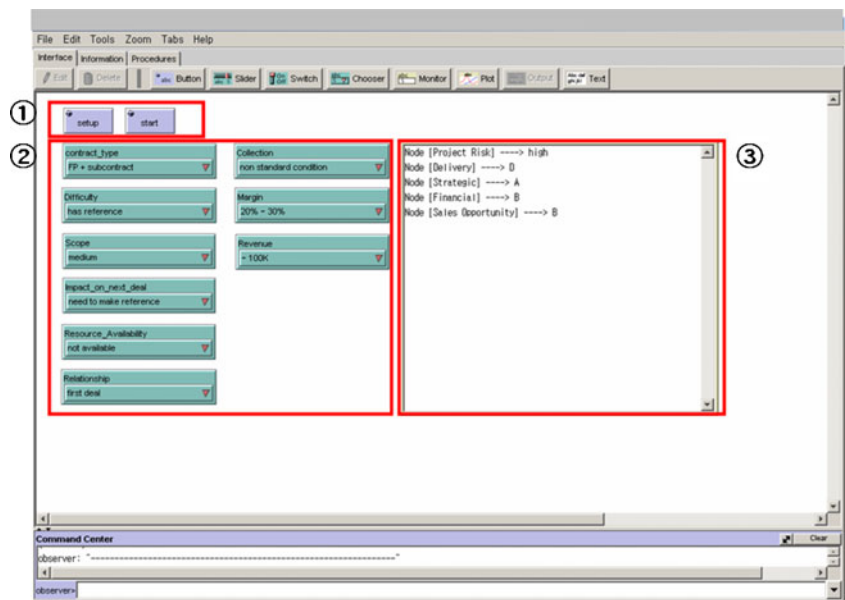 File Edit Tools Zoom Tabs Help
Interface Information Procedures
Edit Delete Button Slider Switch Chooser Monitor Plot Output Text
① setup start
② ③
contract_type Collection
FP + subcontract non standard condition
Difficulty Margin
has reference 20% ~ 30%
Scope Revenue
medium ~ 100K
Impact_on_next_deal
need to make reference
Resource_Availability
not available
Relationship
first deal
Node [Project Risk] ----> high
Node [Delivery] ----> D
Node [Strategic] ----> A
Node [Financial] ----> B
Node [Sales Opportunity] ----> B
Command Center Clear
observer: "----------------------------------------------------------------------"
observer>